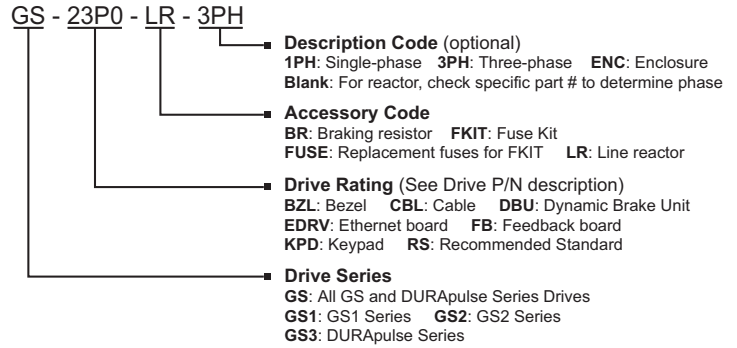 GS - 23P0 - LR - 3PH
Description Code (optional)
1PH: Single-phase 3PH: Three-phase ENC: Enclosure
Blank: For reactor, check specific part # to determine phase
Accessory Code
BR: Braking resistor FKIT: Fuse Kit
FUSE: Replacement fuses for FKIT LR: Line reactor
Drive Rating (See Drive P/N description)
BZL: Bezel CBL: Cable DBU: Dynamic Brake Unit
EDRV: Ethernet board FB: Feedback board
KPD: Keypad RS: Recommended Standard
Drive Series
GS: All GS and DURApulse Series Drives
GS1: GS1 Series GS2: GS2 Series
GS3: DURApulse Series